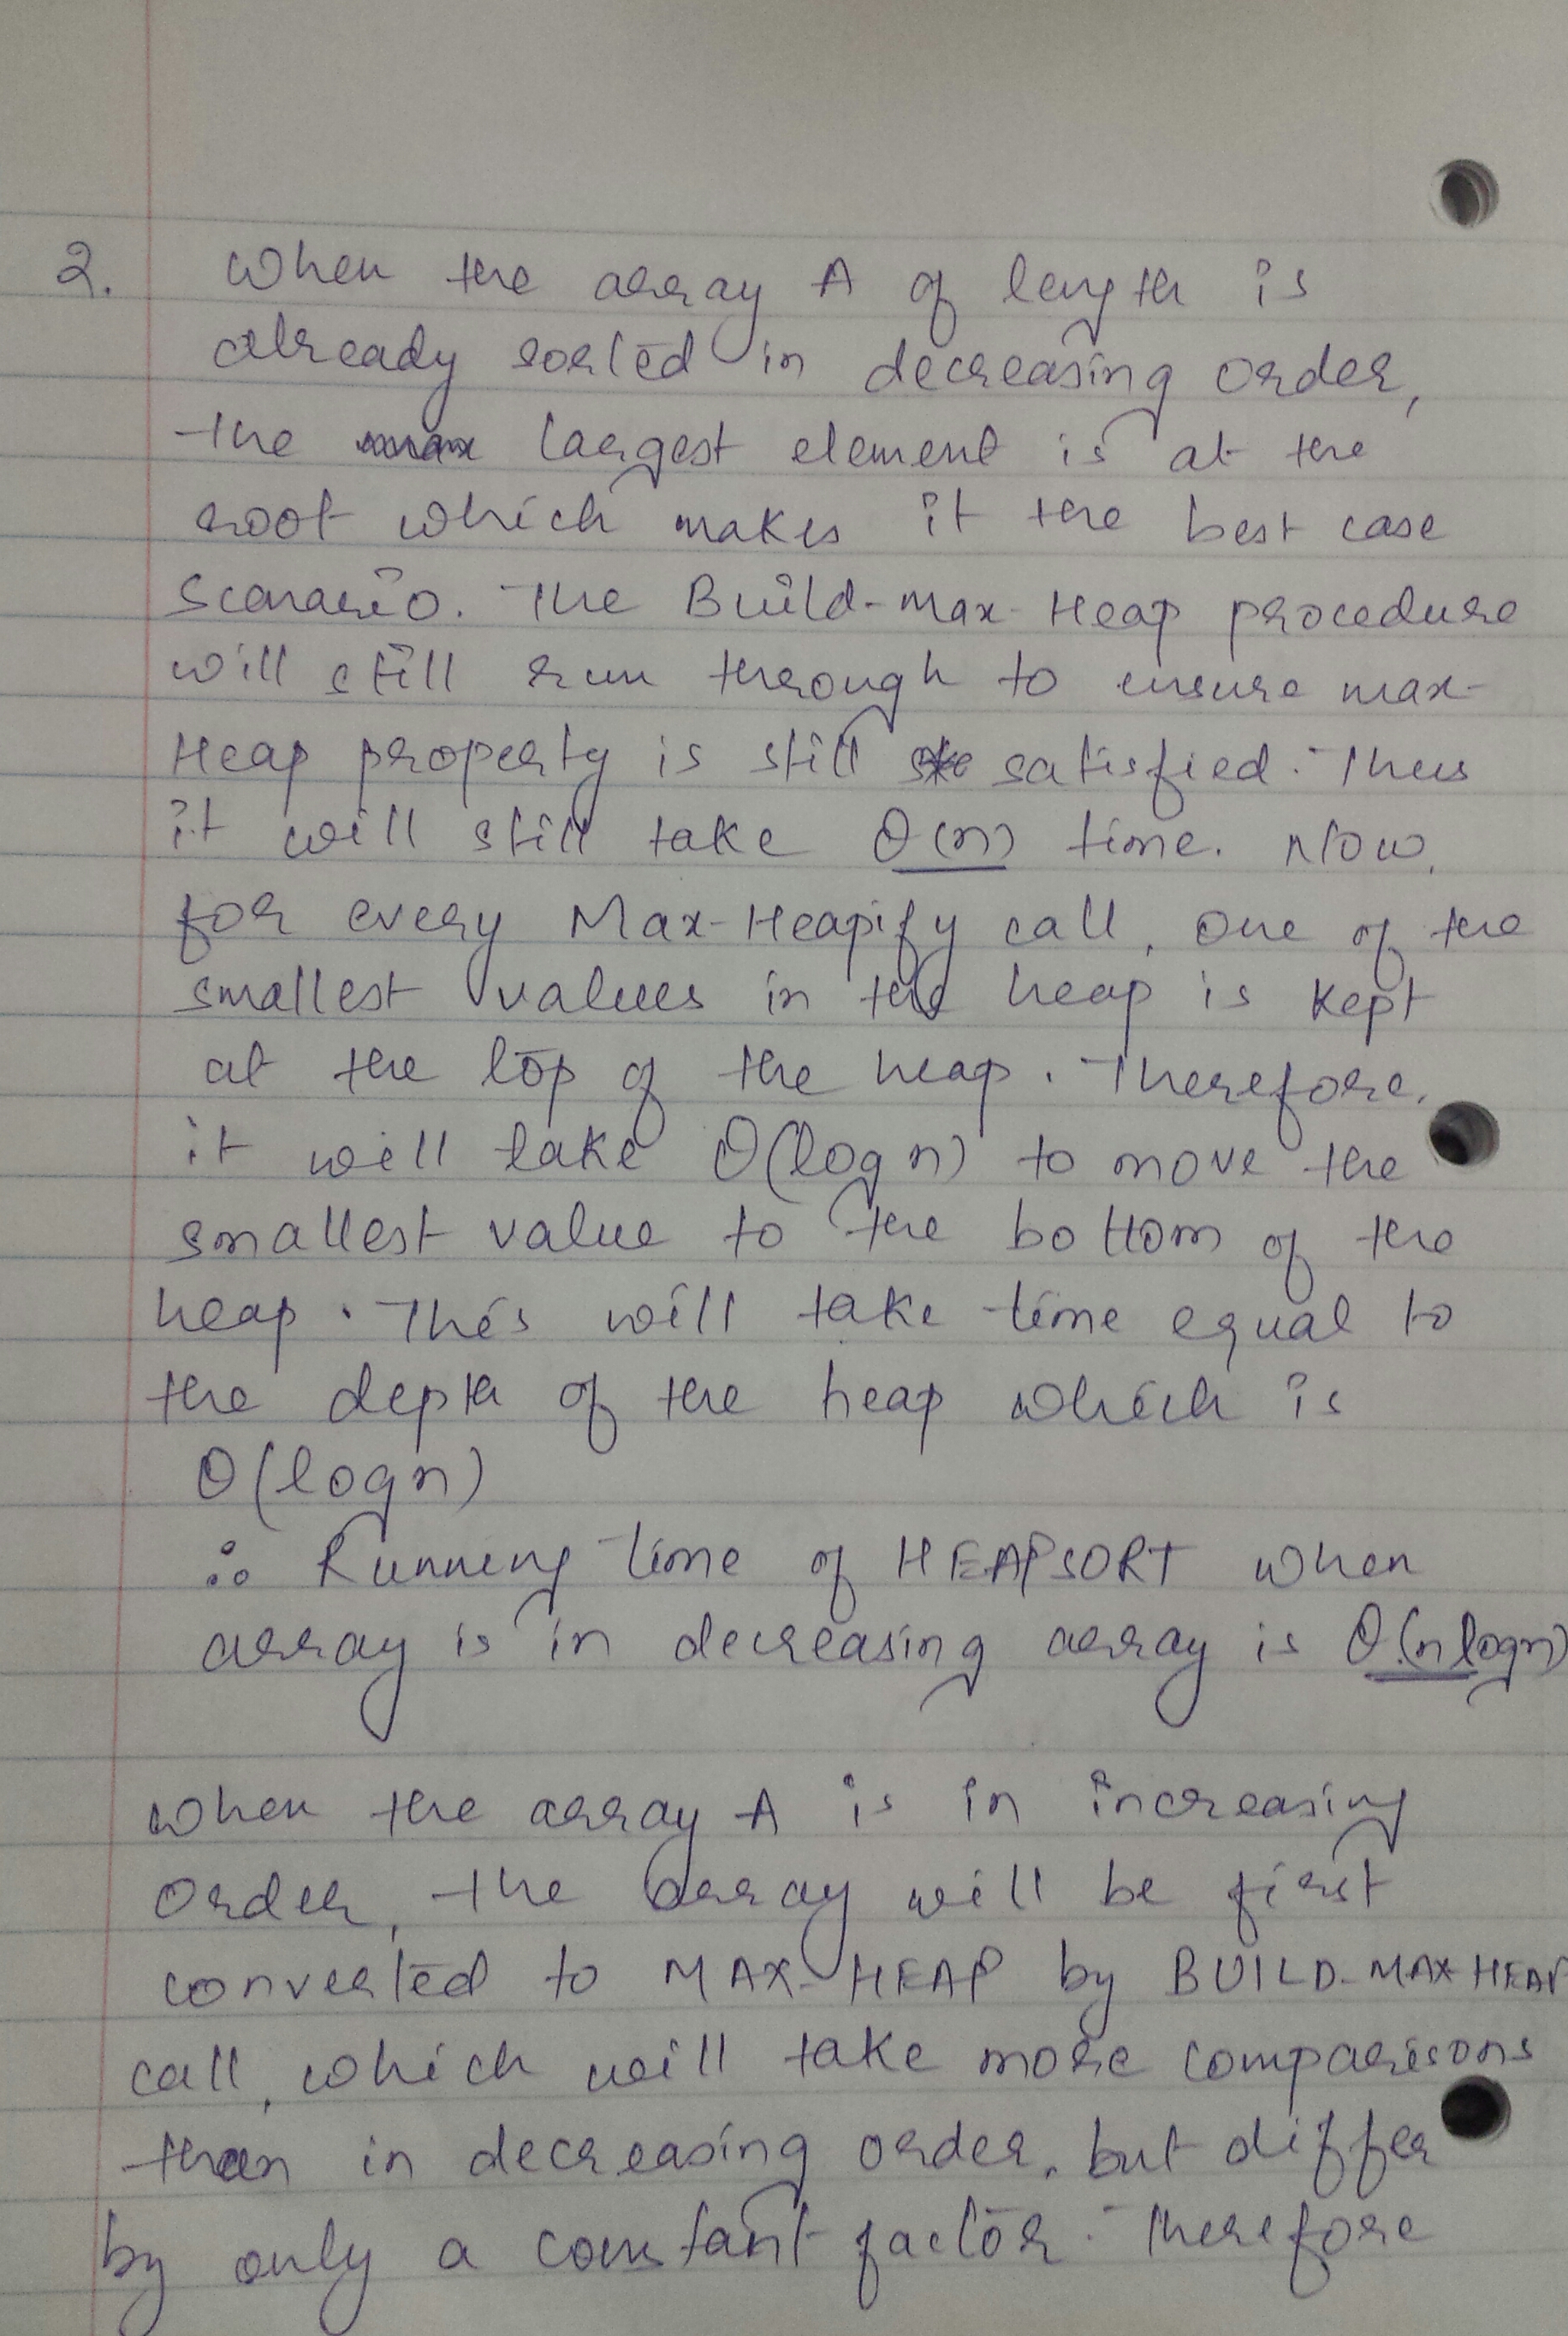 2. When the array A of length is
already sorted in decreasing order,
the largest element is at the
root which makes it the best case
scenario. The Build-Max-Heap procedure
will still run through to ensure max-
Heap property is still satisfied. Thus
it will still take θ(n) time. Now,
for every Max-Heapify call, one of the
smallest values in the heap is kept
at the top of the heap. Therefore,
it will take O(log n) to move the
smallest value to the bottom of the
heap. This will take time equal to
the depth of the heap which is
O(log n)
∴ Running time of HEAPSORT when
array is in decreasing array is θ(n log n)
When the array A is in increasing
order, the array will be first
converted to MAX-HEAP by BUILD-MAX HEAP
call, which will take more comparisons
than in decreasing order, but differ
by only a constant factor. Therefore